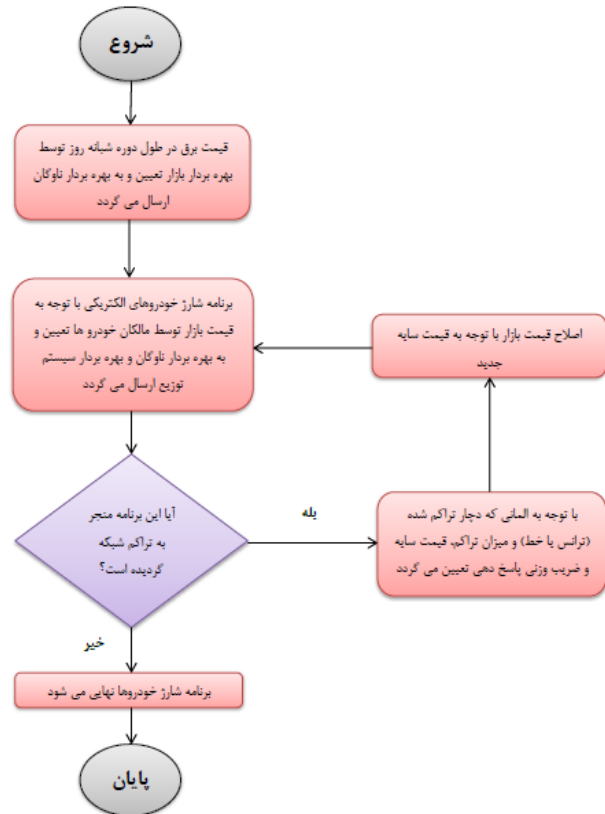 شروع
قیمت برق در طول دوره شبانه روز توسط
بهره بردار بازار تعیین و به بهره بردار ناوگان
ارسال می گردد
برنامه شارژ خودروهای الکتریکی با توجه به
قیمت بازار توسط مالکان خودرو ها تعیین و
به بهره بردار ناوگان و بهره بردار سیستم
توزیع ارسال می گردد
اصلاح قیمت بازار با توجه به قیمت سایه
جدید
آیا این برنامه منجر
به تراکم شبکه
گردیده است؟
بله
با توجه به المانی که دچار تراکم شده
(ترانس یا خط) و میزان تراکم، قیمت سایه
و ضریب وزنی پاسخ دهی تعیین می گردد
خیر
برنامه شارژ خودروها نهایی می شود
پایان